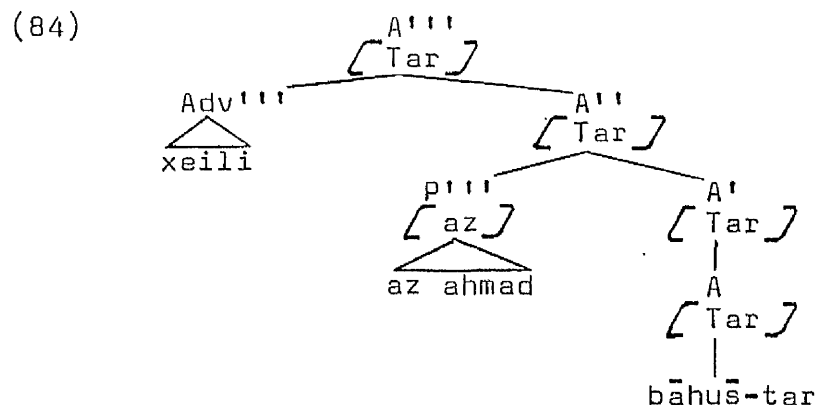 (84)
A'''
[Tar]
Adv'''
A''
[Tar]
xeili
P'''
[az]
A'
[Tar]
az ahmad
A
[Tar]
bāhuš-tar